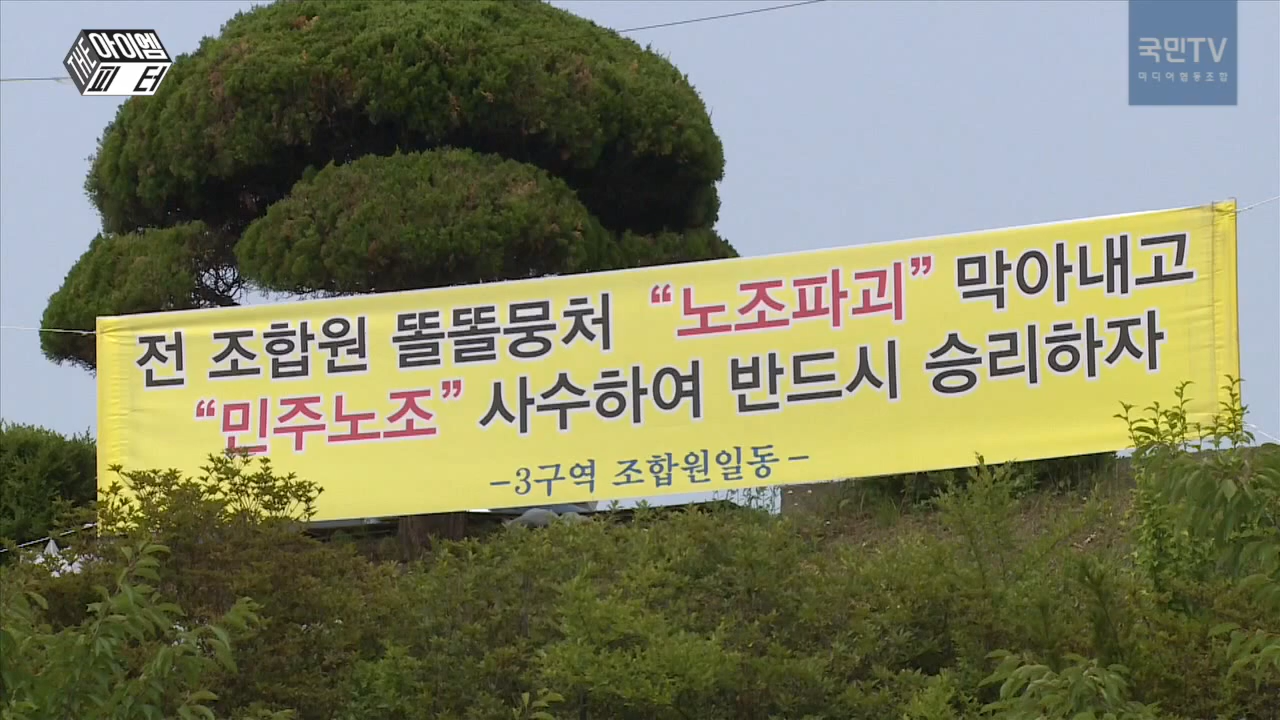 THE 아이엠
피터
국민TV
미디어협동조합
전 조합원 똘똘뭉처 “노조파괴” 막아내고
“민주노조” 사수하여 반드시 승리하자
-3구역 조합원일동-